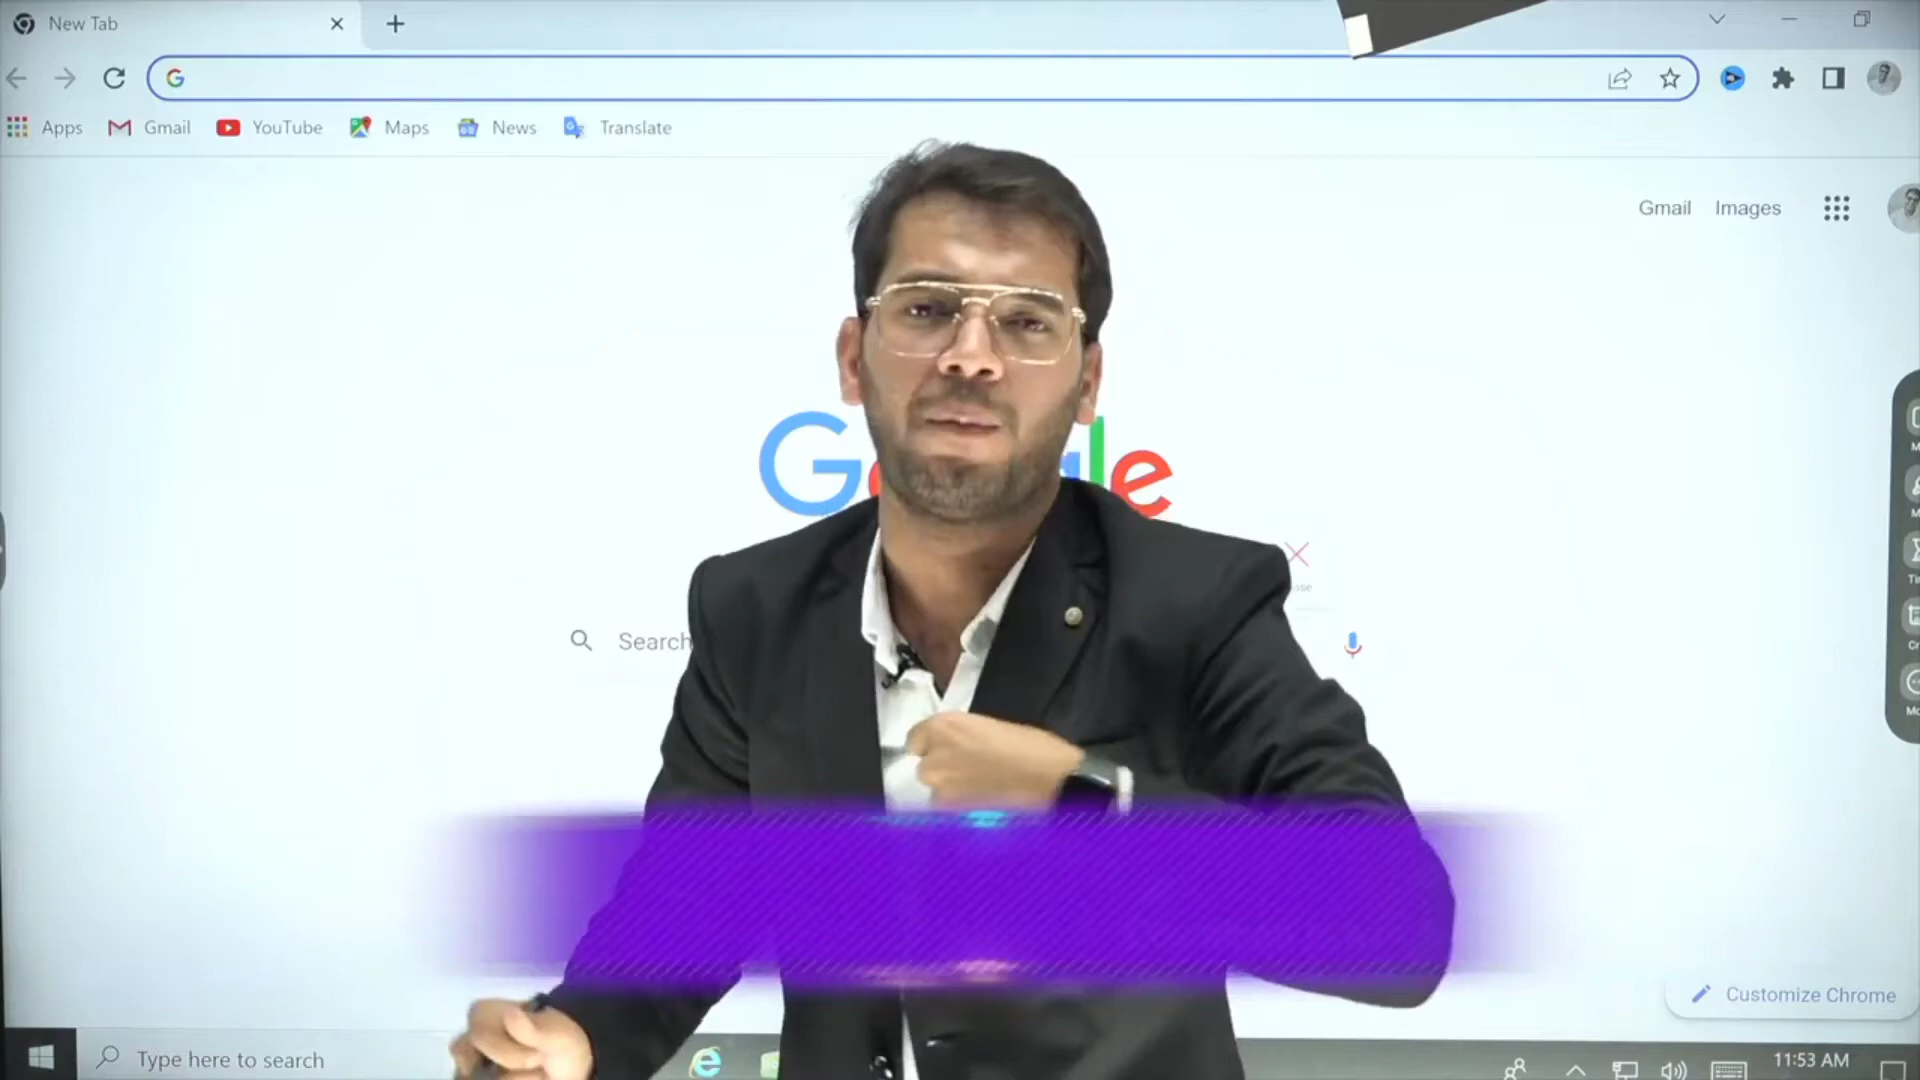 New Tab
Apps Gmail YouTube Maps News Translate
Gmail Images
Search
Customize Chrome
Type here to search
11:53 AM